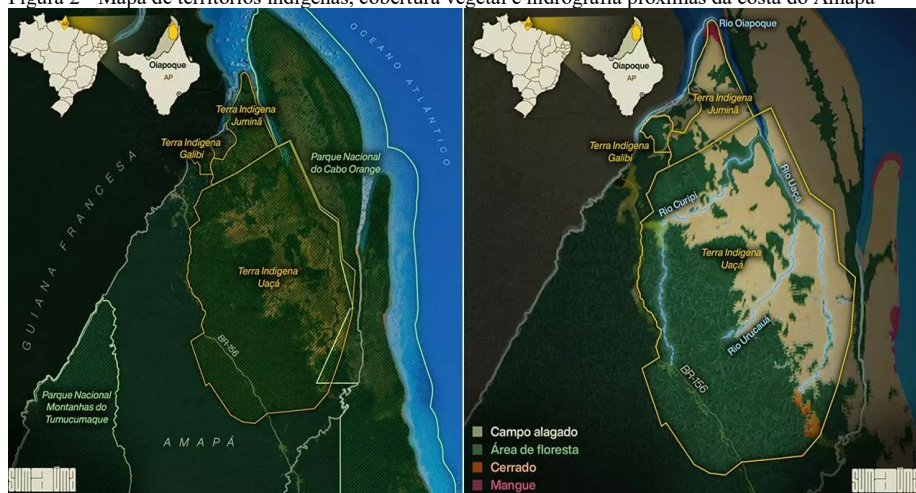 Figura 2 – Mapa de territórios indígenas, cobertura vegetal e hidrografia próximas da costa do Amapá
Oiapoque
AP
OCEANO ATLÂNTICO
Terra Indígena
Juminã
Terra Indígena
Galibi
Parque Nacional
do Cabo Orange
GUIANA FRANCESA
Terra Indígena
Uaçá
BR-156
Parque Nacional
Montanhas do
Tumucumaque
AMAPÁ
SUMAÚMA
Oiapoque
AP
Rio Oiapoque
Terra Indígena
Juminã
Terra Indígena
Galibi
Rio Uaçá
Rio Curipi
Terra Indígena
Uaçá
Rio Urucauá
BR-156
Campo alagado
Área de floresta
Cerrado
Mangue
SUMAÚMA